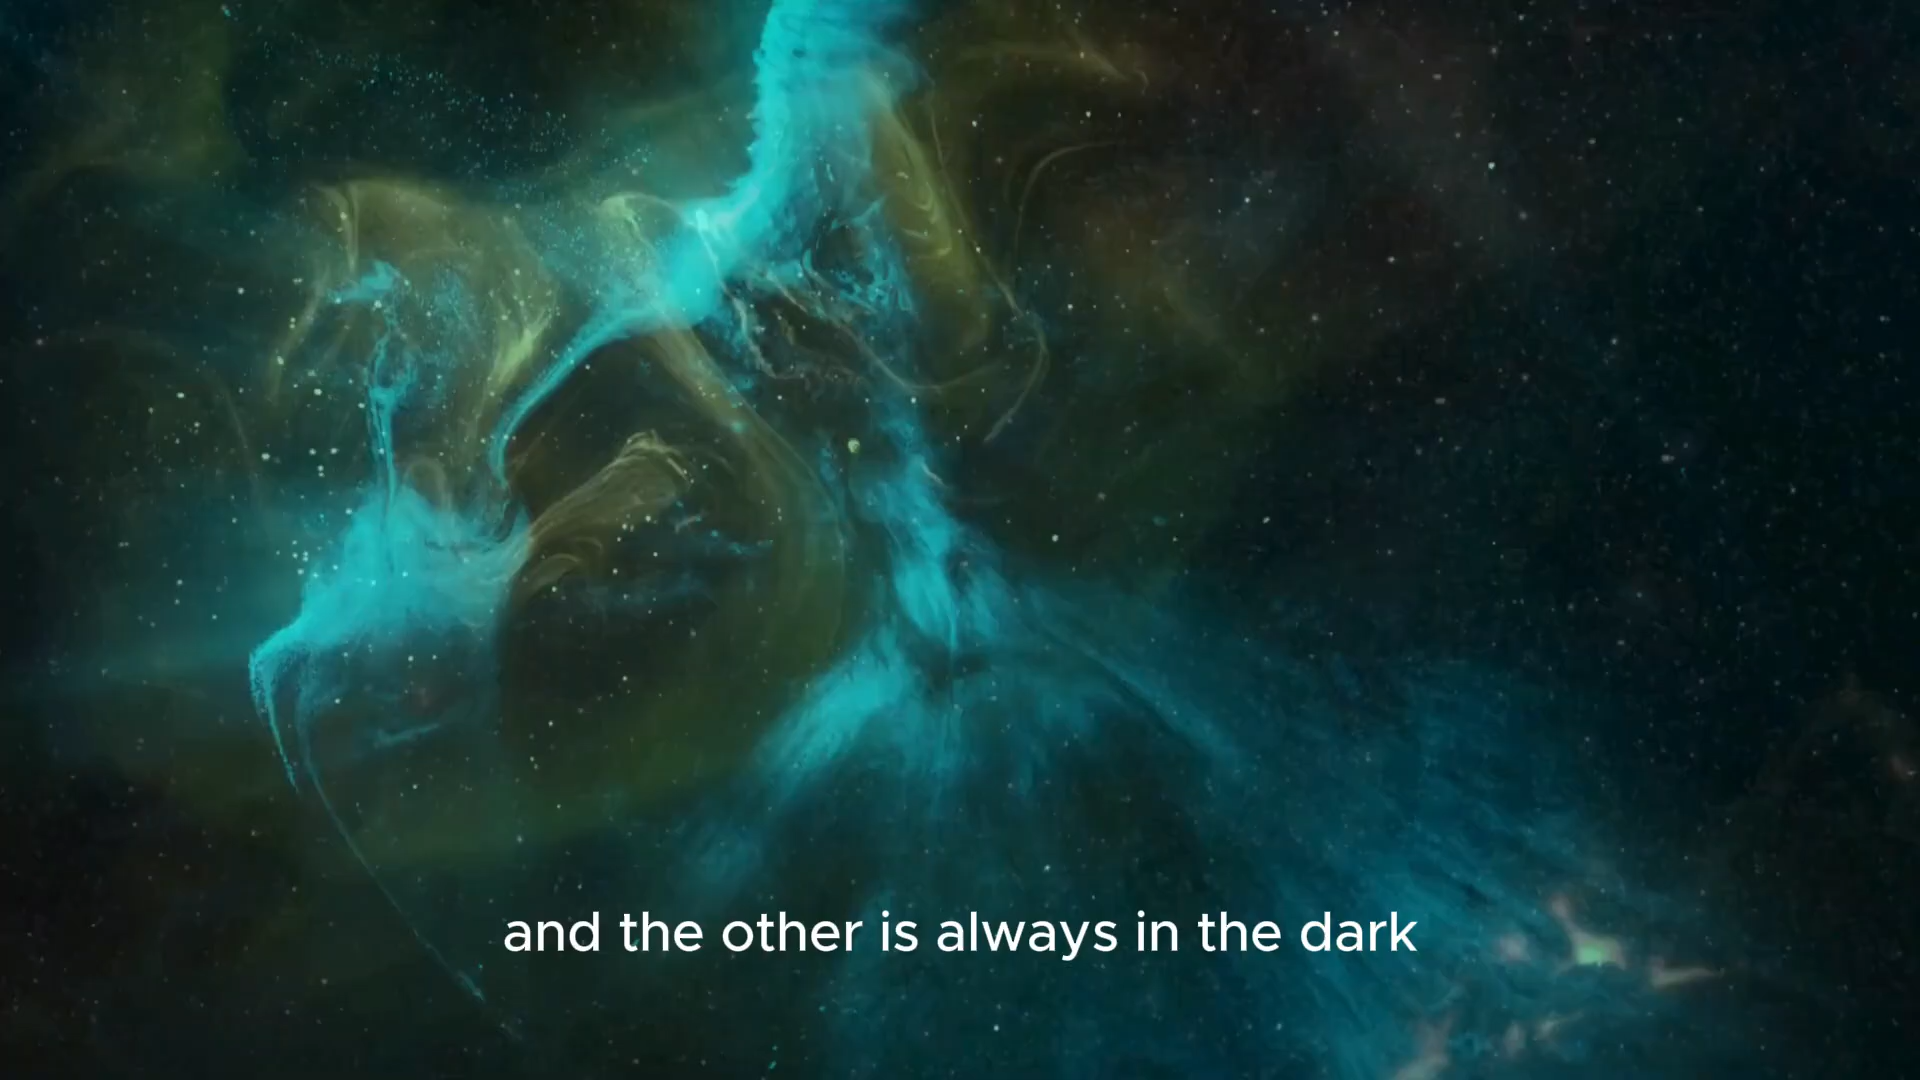 and the other is always in the dark